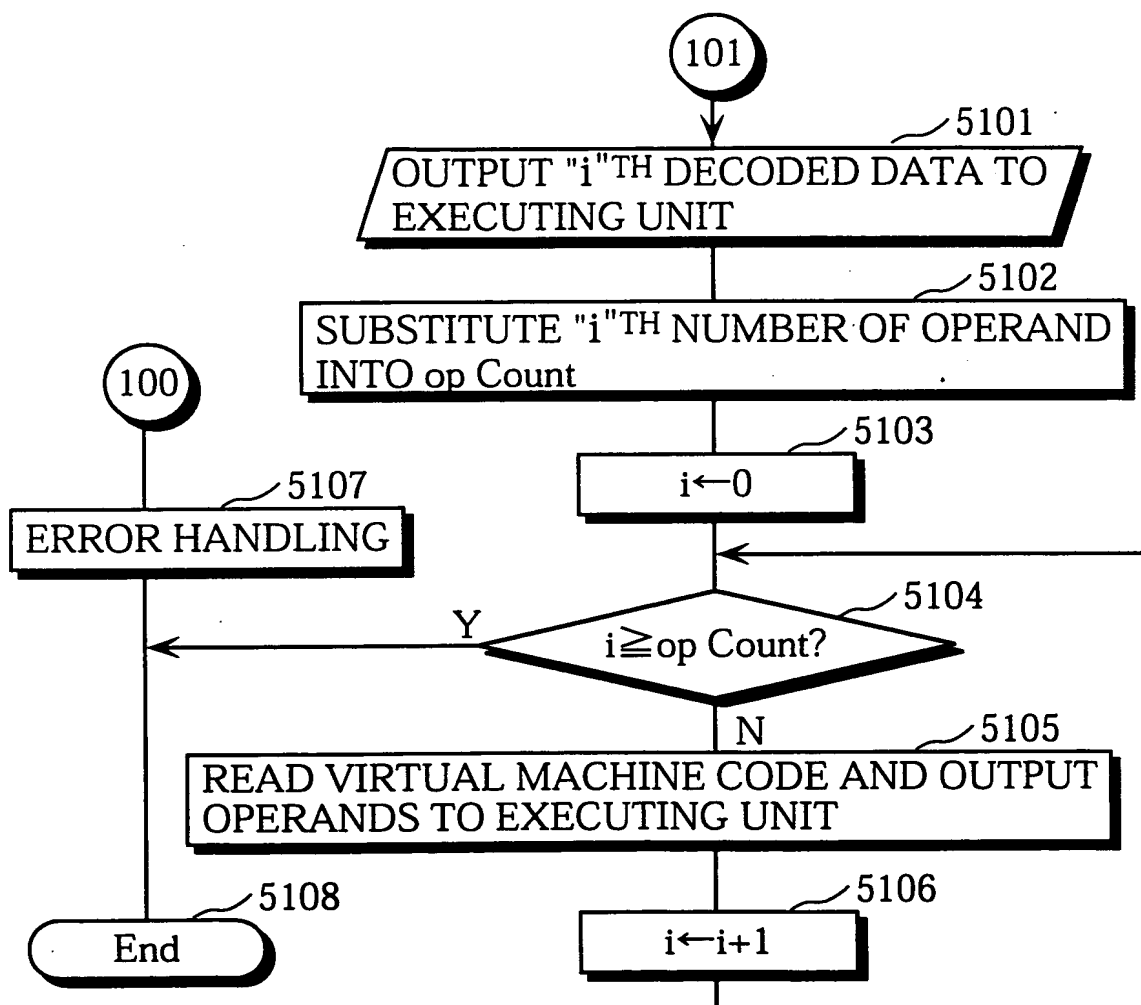 101
5101
OUTPUT "i"TH DECODED DATA TO
EXECUTING UNIT
5102
SUBSTITUTE "i"TH NUMBER OF OPERAND
INTO op Count
100
5103
i←0
5107
ERROR HANDLING
5104
Y
i≧op Count?
N
5105
READ VIRTUAL MACHINE CODE AND OUTPUT
OPERANDS TO EXECUTING UNIT
5108
End
5106
i←i+1